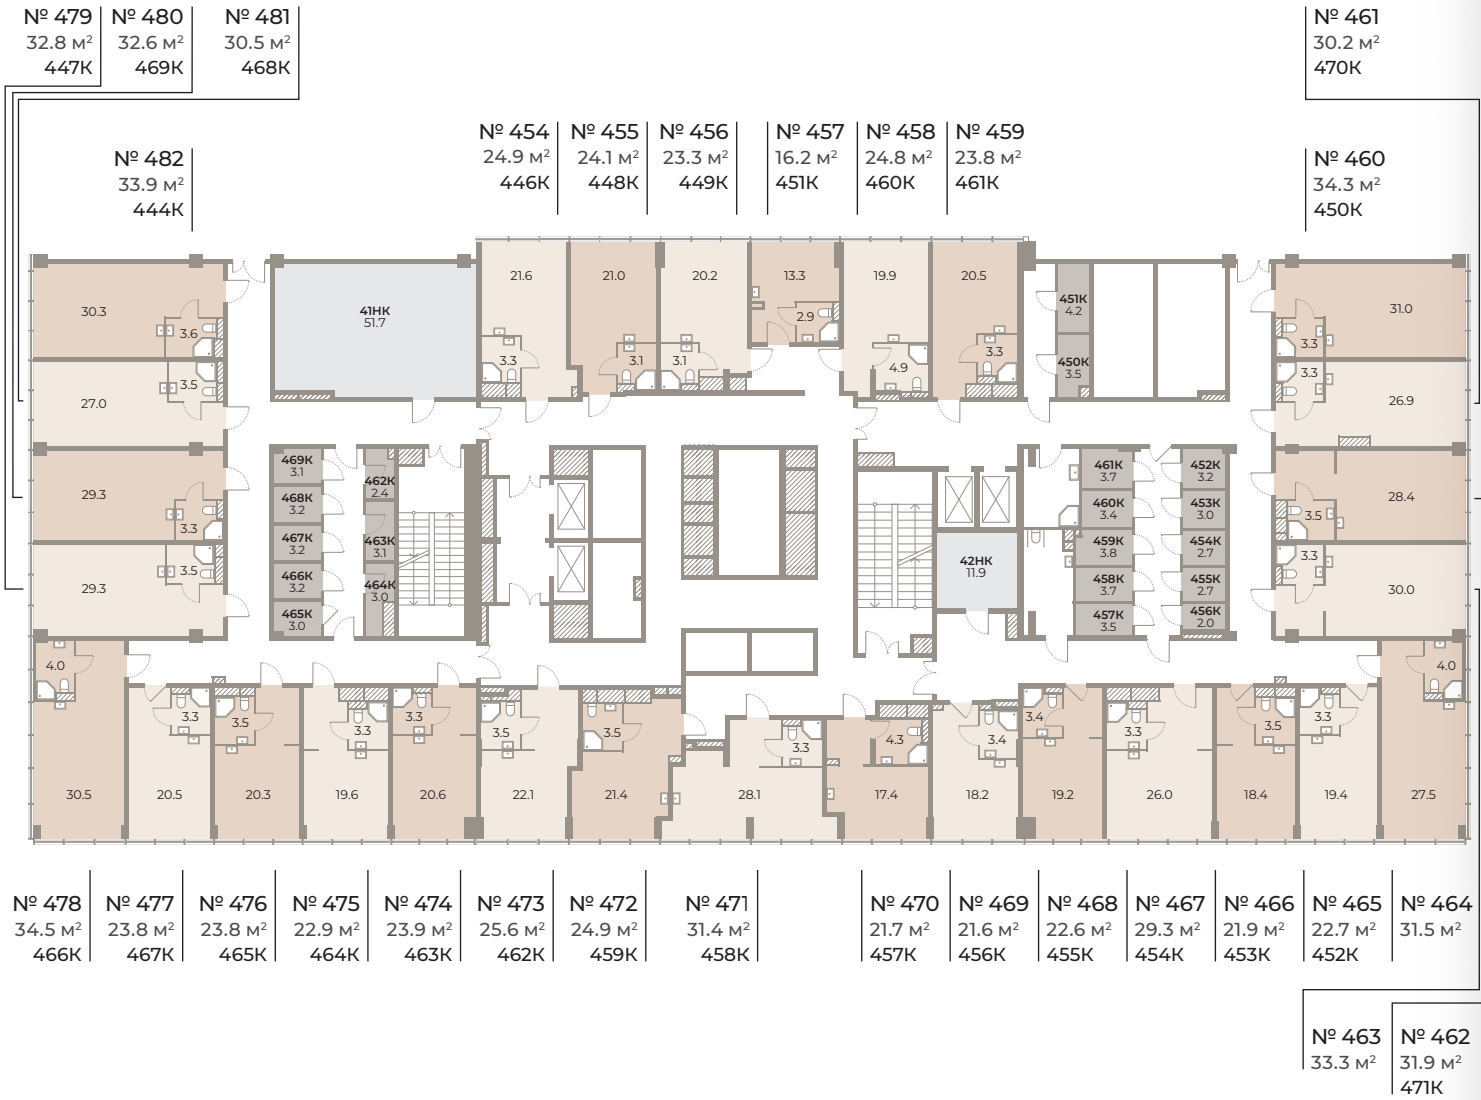 № 479
32.8 м²
447К
№ 480
32.6 м²
469К
№ 481
30.5 м²
468К
№ 461
30.2 м²
470К
№ 482
33.9 м²
444К
№ 454
24.9 м²
446К
№ 455
24.1 м²
448К
№ 456
23.3 м²
449К
№ 457
16.2 м²
451К
№ 458
24.8 м²
460К
№ 459
23.8 м²
461К
№ 460
34.3 м²
450К
30.3
3.6
41НК
51.7
21.6
3.3
21.0
3.1
20.2
3.1
13.3
2.9
19.9
4.9
20.5
3.3
451К
4.2
450К
3.5
31.0
3.3
27.0
3.5
3.3
26.9
29.3
3.3
469К
3.1
468К
3.2
467К
3.2
466К
3.2
465К
3.0
462К
2.4
463К
3.1
464К
3.0
42НК
11.9
461К
3.7
460К
3.4
459К
3.8
458К
3.7
457К
3.5
452К
3.2
453К
3.0
454К
2.7
455К
2.7
456К
2.0
28.4
3.5
29.3
3.5
3.3
30.0
4.0
30.5
3.3
20.5
3.5
20.3
3.3
19.6
3.3
20.6
3.5
22.1
3.5
21.4
3.3
28.1
4.3
17.4
3.4
18.2
3.4
19.2
3.3
26.0
3.5
18.4
3.3
19.4
4.0
27.5
№ 478
34.5 м²
466К
№ 477
23.8 м²
467К
№ 476
23.8 м²
465К
№ 475
22.9 м²
464К
№ 474
23.9 м²
463К
№ 473
25.6 м²
462К
№ 472
24.9 м²
459К
№ 471
31.4 м²
458К
№ 470
21.7 м²
457К
№ 469
21.6 м²
456К
№ 468
22.6 м²
455К
№ 467
29.3 м²
454К
№ 466
21.9 м²
453К
№ 465
22.7 м²
452К
№ 464
31.5 м²
№ 463
33.3 м²
№ 462
31.9 м²
471К